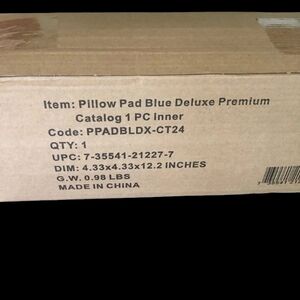 Item: Pillow Pad Blue Deluxe Premium
Catalog 1 PC Inner
Code: PPADBLDX-CT24
QTY: 1
UPC: 7-35541-21227-7
DIM: 4.33x4.33x12.2 INCHES
G.W. 0.98 LBS
MADE IN CHINA